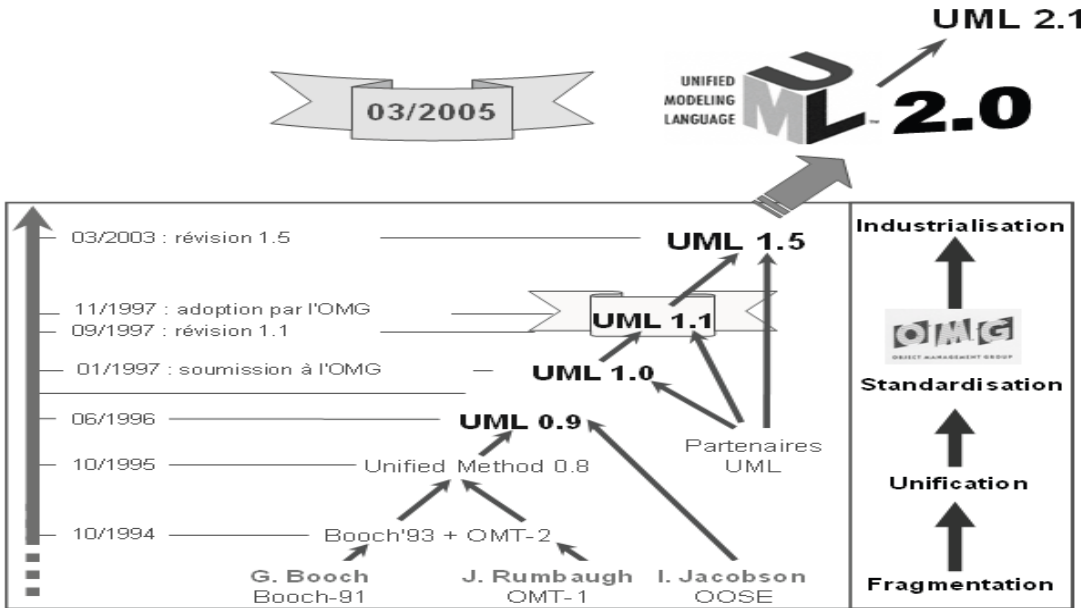 UML 2.1
UNIFIED
MODELING
LANGUAGE
UML™ 2.0
03/2005
03/2003 : révision 1.5
UML 1.5
11/1997 : adoption par l'OMG
09/1997 : révision 1.1
UML 1.1
01/1997 : soumission à l'OMG
UML 1.0
06/1996
UML 0.9
Partenaires
UML
10/1995
Unified Method 0.8
10/1994
Booch'93 + OMT-2
G. Booch
Booch-91
J. Rumbaugh
OMT-1
I. Jacobson
OOSE
Industrialisation
OMG
OBJECT MANAGEMENT GROUP
Standardisation
Unification
Fragmentation